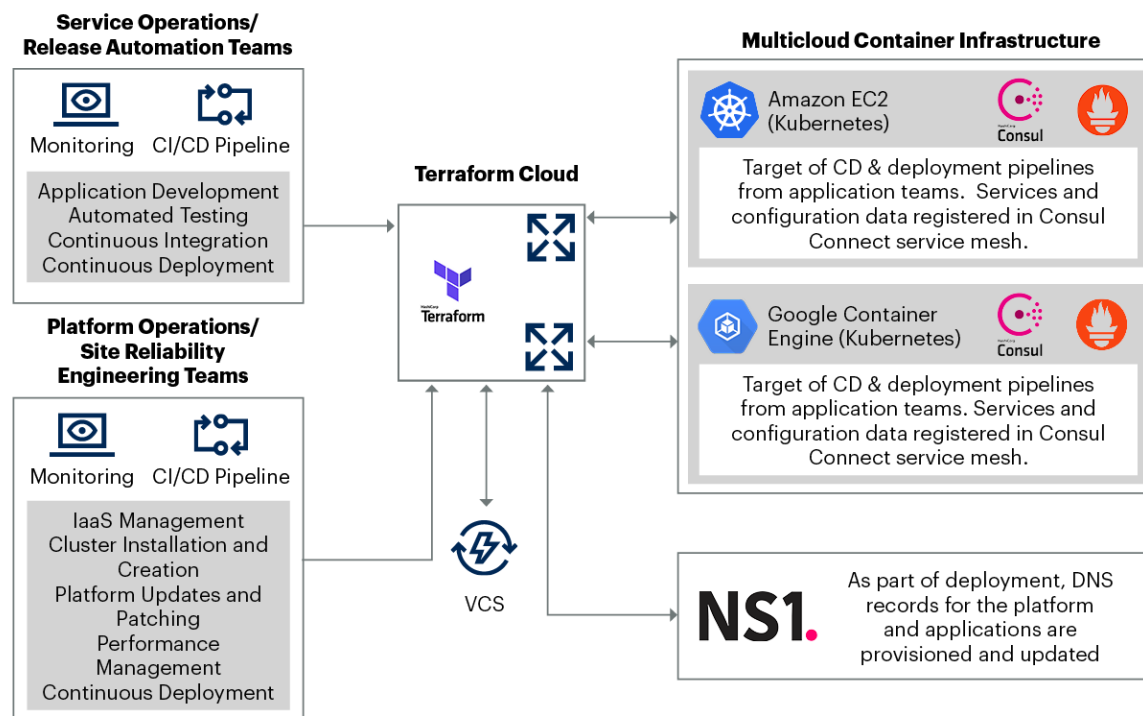 Service Operations/
Release Automation Teams
Monitoring
CI/CD Pipeline
Application Development
Automated Testing
Continuous Integration
Continuous Deployment
Platform Operations/
Site Reliability
Engineering Teams
Monitoring
CI/CD Pipeline
IaaS Management
Cluster Installation and
Creation
Platform Updates and
Patching
Performance
Management
Continuous Deployment
Terraform Cloud
HashiCorp
Terraform
VCS
Multicloud Container Infrastructure
Amazon EC2
(Kubernetes)
HashiCorp
Consul
Target of CD & deployment pipelines
from application teams.  Services and
configuration data registered in Consul
Connect service mesh.
Google Container
Engine (Kubernetes)
HashiCorp
Consul
Target of CD & deployment pipelines
from application teams. Services and
configuration data registered in Consul
Connect service mesh.
NS1.
As part of deployment, DNS
records for the platform
and applications are
provisioned and updated